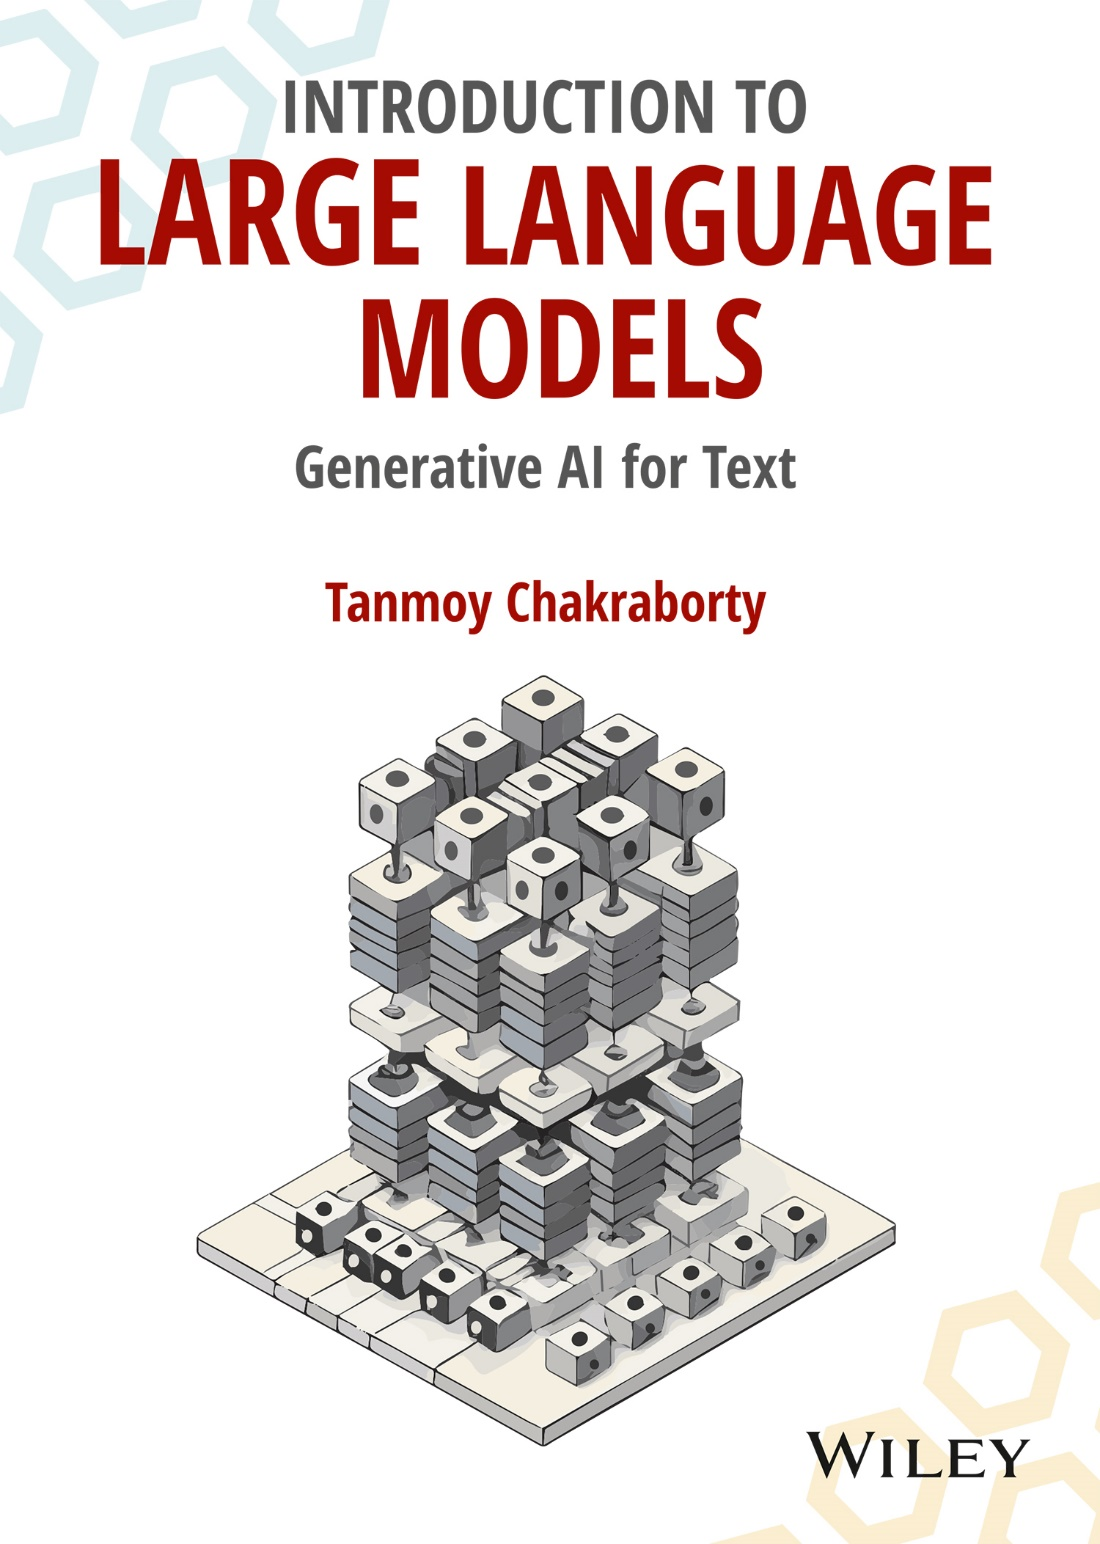 INTRODUCTION TO
LARGE LANGUAGE
MODELS
Generative AI for Text
Tanmoy Chakraborty
WILEY